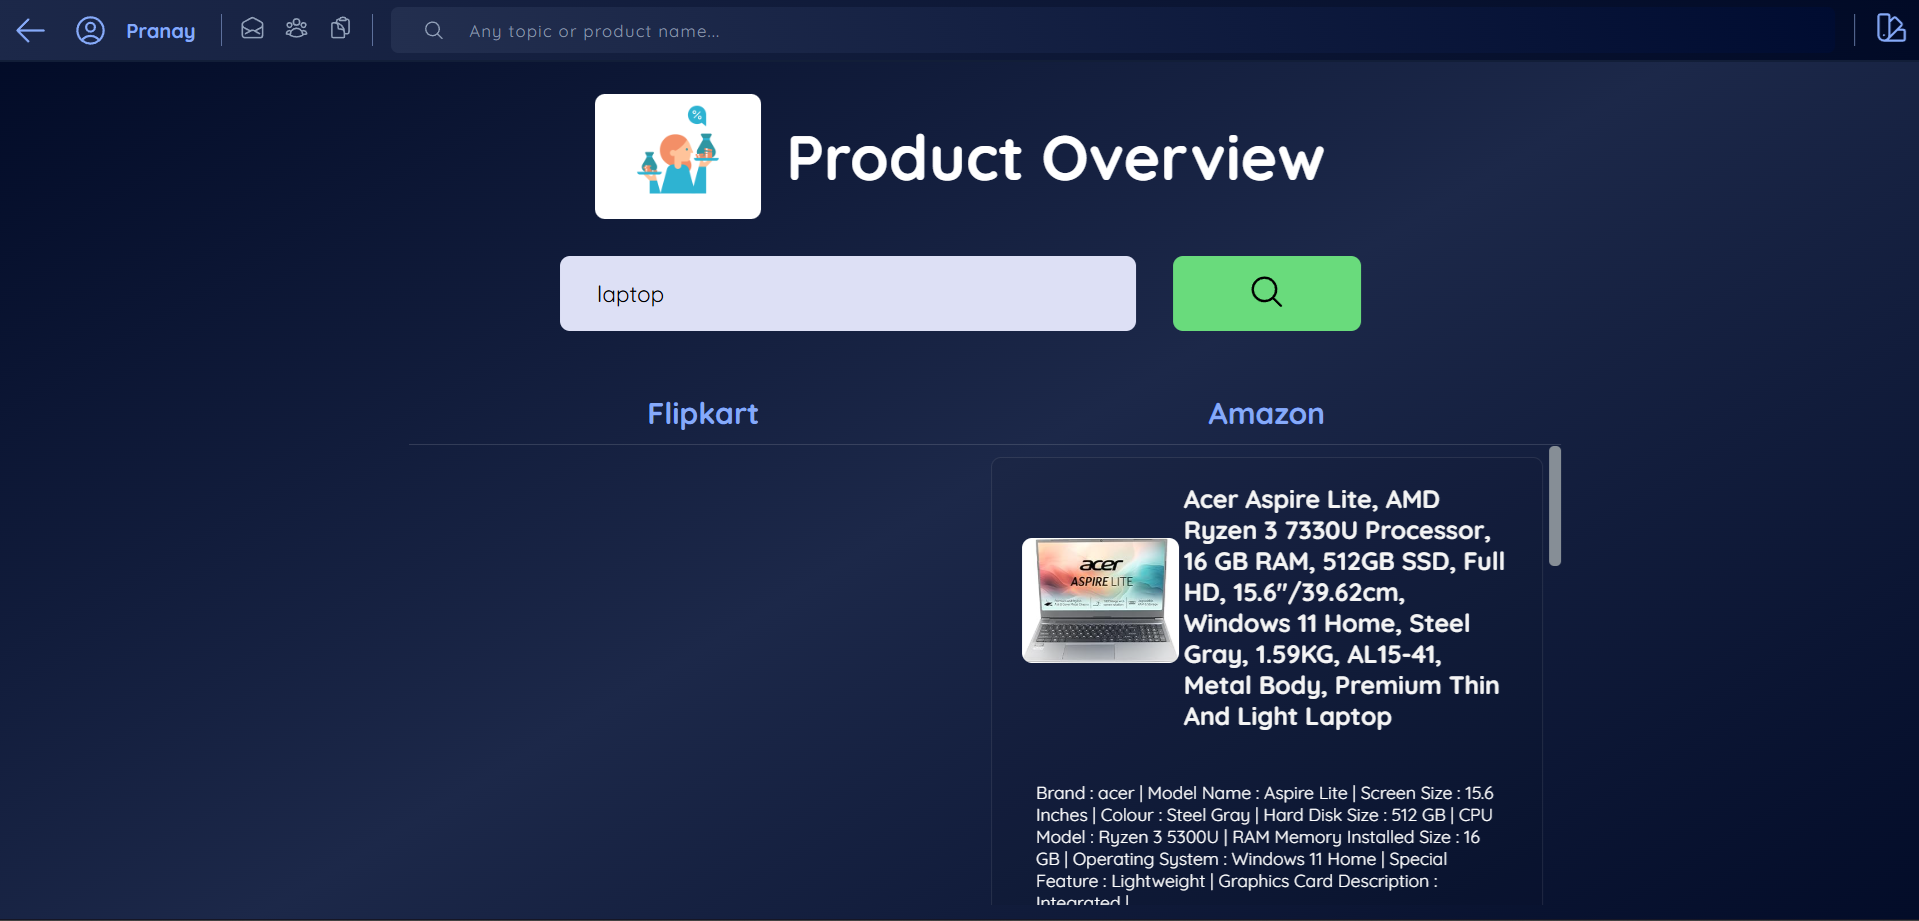 Pranay
Any topic or product name...
%
Product Overview
laptop
Flipkart
Amazon
acer
ASPIRE LITE
Acer Aspire Lite, AMD
Ryzen 3 7330U Processor,
16 GB RAM, 512GB SSD, Full
HD, 15.6"/39.62cm,
Windows 11 Home, Steel
Gray, 1.59KG, AL15-41,
Metal Body, Premium Thin
And Light Laptop
Brand : acer | Model Name : Aspire Lite | Screen Size : 15.6
Inches | Colour : Steel Gray | Hard Disk Size : 512 GB | CPU
Model : Ryzen 3 5300U | RAM Memory Installed Size : 16
GB | Operating System : Windows 11 Home | Special
Feature : Lightweight | Graphics Card Description :
Integrated |